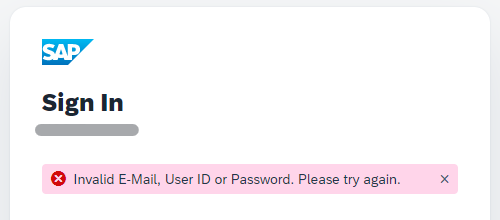 SAP
Sign In
Invalid E-Mail, User ID or Password. Please try again.